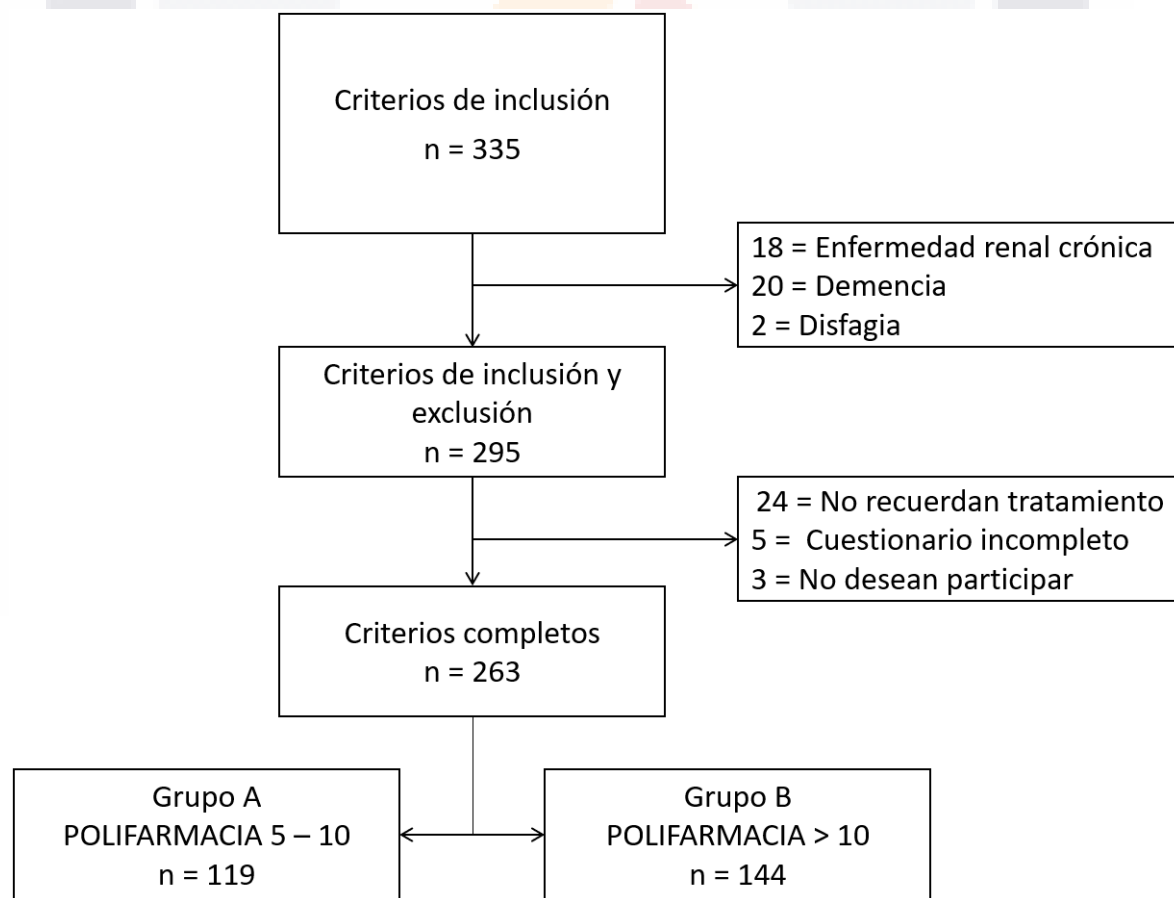 Criterios de inclusión
n = 335
18 = Enfermedad renal crónica
20 = Demencia
2 = Disfagia
Criterios de inclusión y
exclusión
n = 295
24 = No recuerdan tratamiento
5 =  Cuestionario incompleto
3 = No desean participar
Criterios completos
n = 263
Grupo A
POLIFARMACIA 5 – 10
n = 119
Grupo B
POLIFARMACIA > 10
n = 144